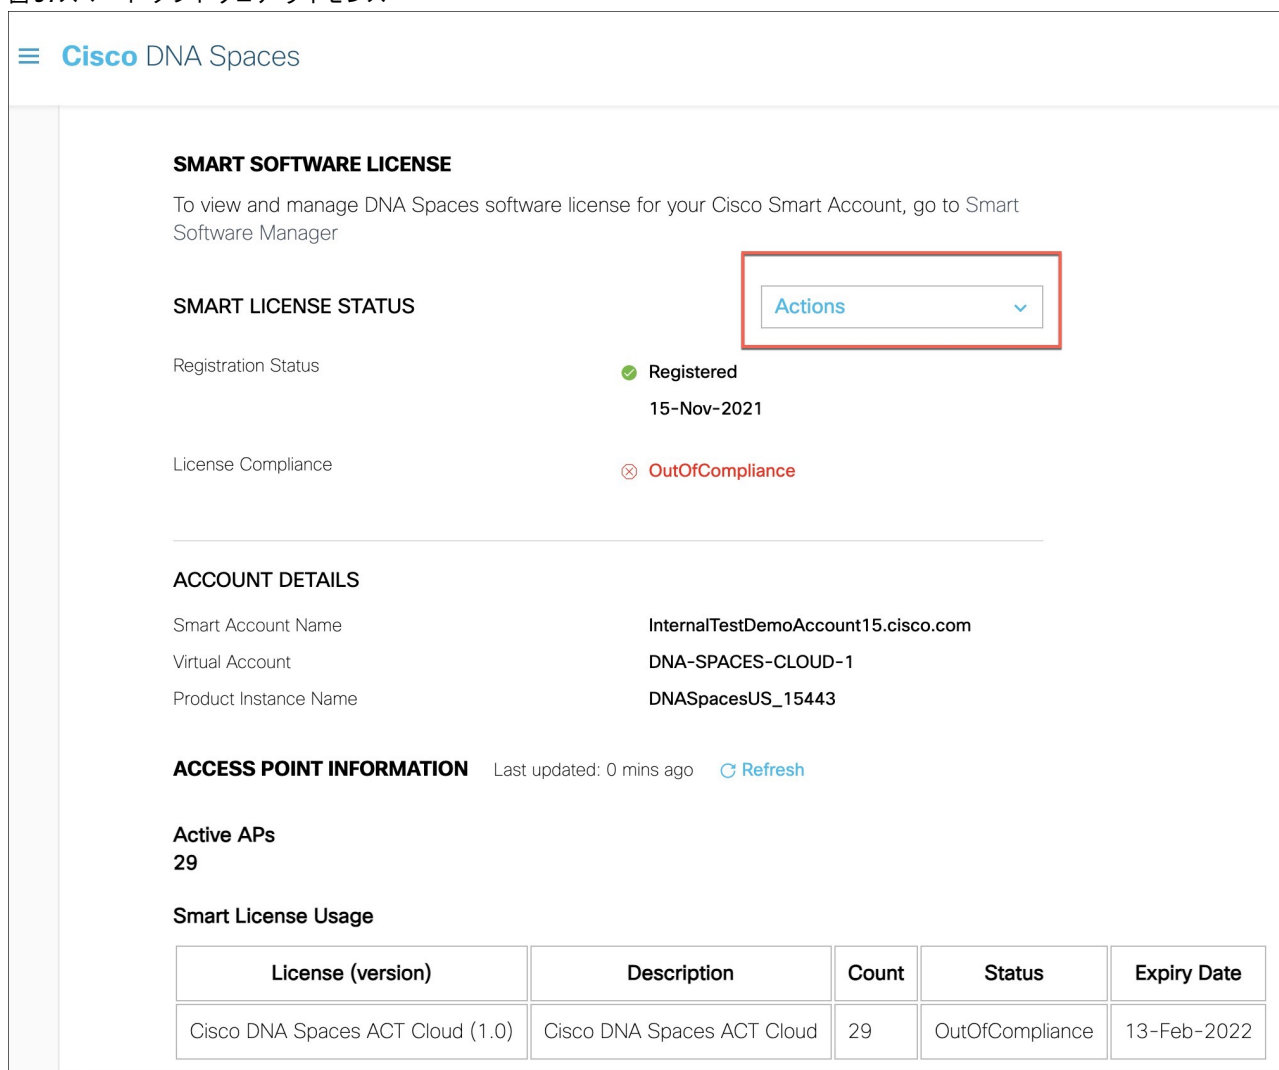 Cisco DNA Spaces
SMART SOFTWARE LICENSE
To view and manage DNA Spaces software license for your Cisco Smart Account, go to Smart
Software Manager
SMART LICENSE STATUS
Actions
Registration Status
Registered
15-Nov-2021
License Compliance
OutOfCompliance
ACCOUNT DETAILS
Smart Account Name InternalTestDemoAccount15.cisco.com
Virtual Account DNA-SPACES-CLOUD-1
Product Instance Name DNASpacesUS_15443
ACCESS POINT INFORMATION Last updated: 0 mins ago Refresh
Active APs
29
Smart License Usage
License (version) Description Count Status Expiry Date
Cisco DNA Spaces ACT Cloud (1.0) Cisco DNA Spaces ACT Cloud 29 OutOfCompliance 13-Feb-2022